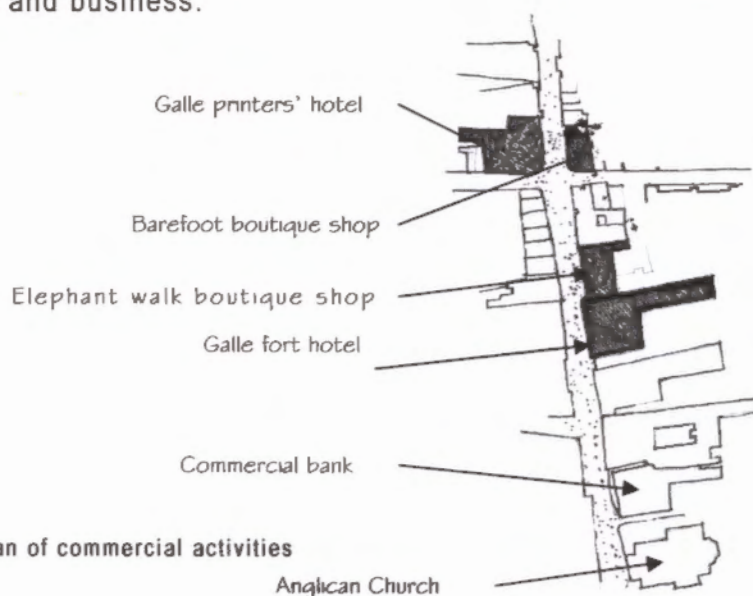 and business.
Galle printers' hotel
Barefoot boutique shop
Elephant walk boutique shop
Galle fort hotel
Commercial bank
an of commercial activities
Anglican Church